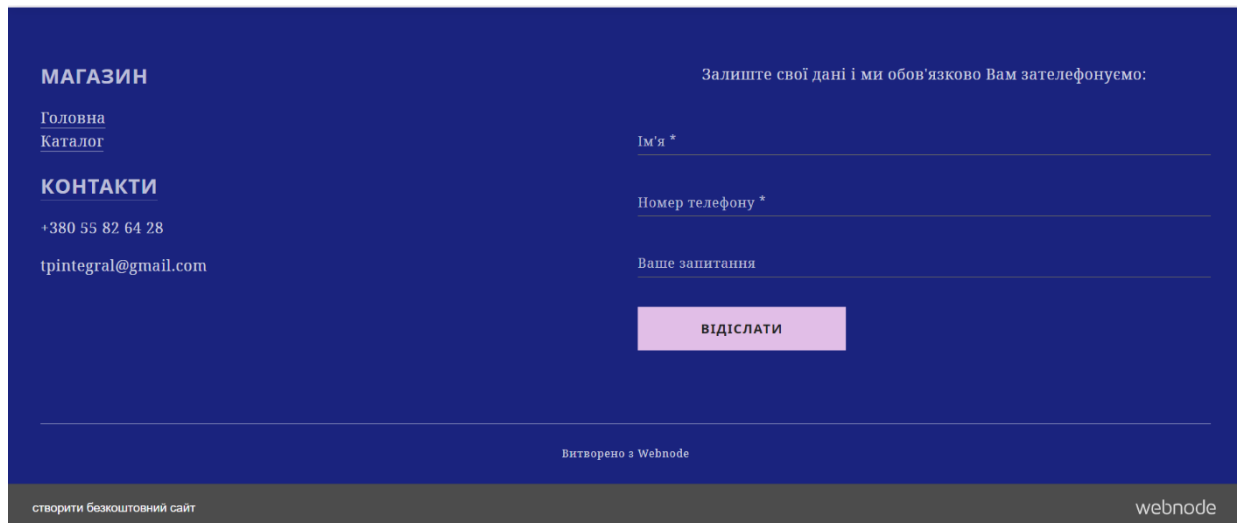 МАГАЗИН
Головна
Каталог
КОНТАКТИ
+380 55 82 64 28
tpintegral@gmail.com
Залиште свої дані і ми обов'язково Вам зателефонуємо:
Ім'я *
Номер телефону *
Ваше запитання
ВІДІСЛАТИ
Витворено з Webnode
створити безкоштовний сайт
webnode